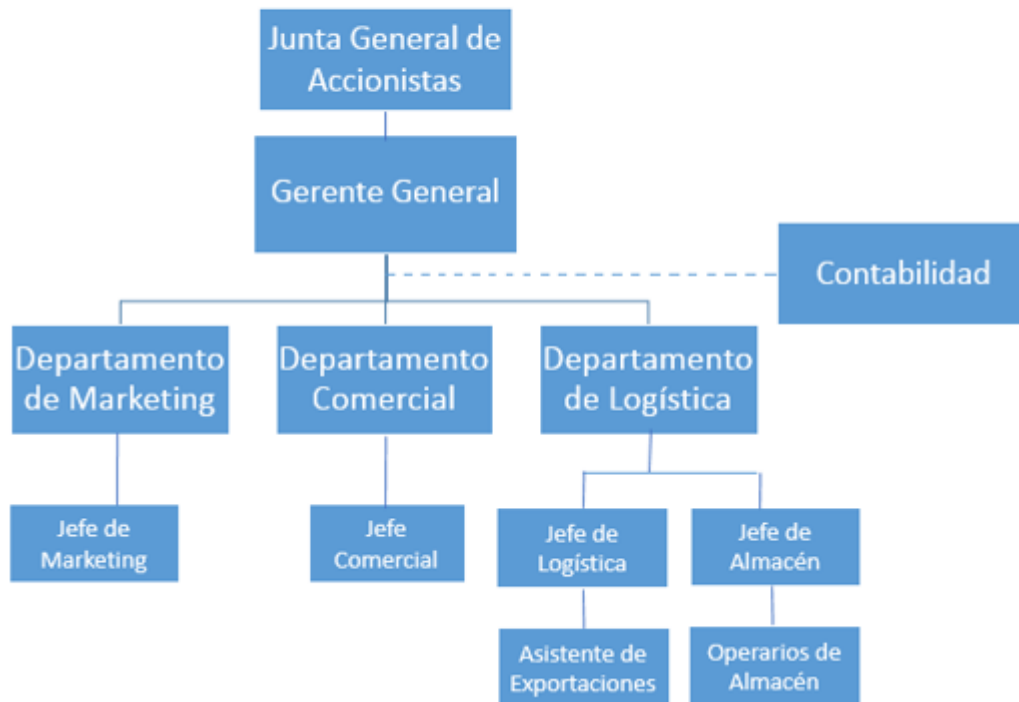 Junta General de
Accionistas
Gerente General
Contabilidad
Departamento
de Marketing
Departamento
Comercial
Departamento
de Logística
Jefe de
Marketing
Jefe
Comercial
Jefe de
Logística
Jefe de
Almacén
Asistente de
Exportaciones
Operarios de
Almacén